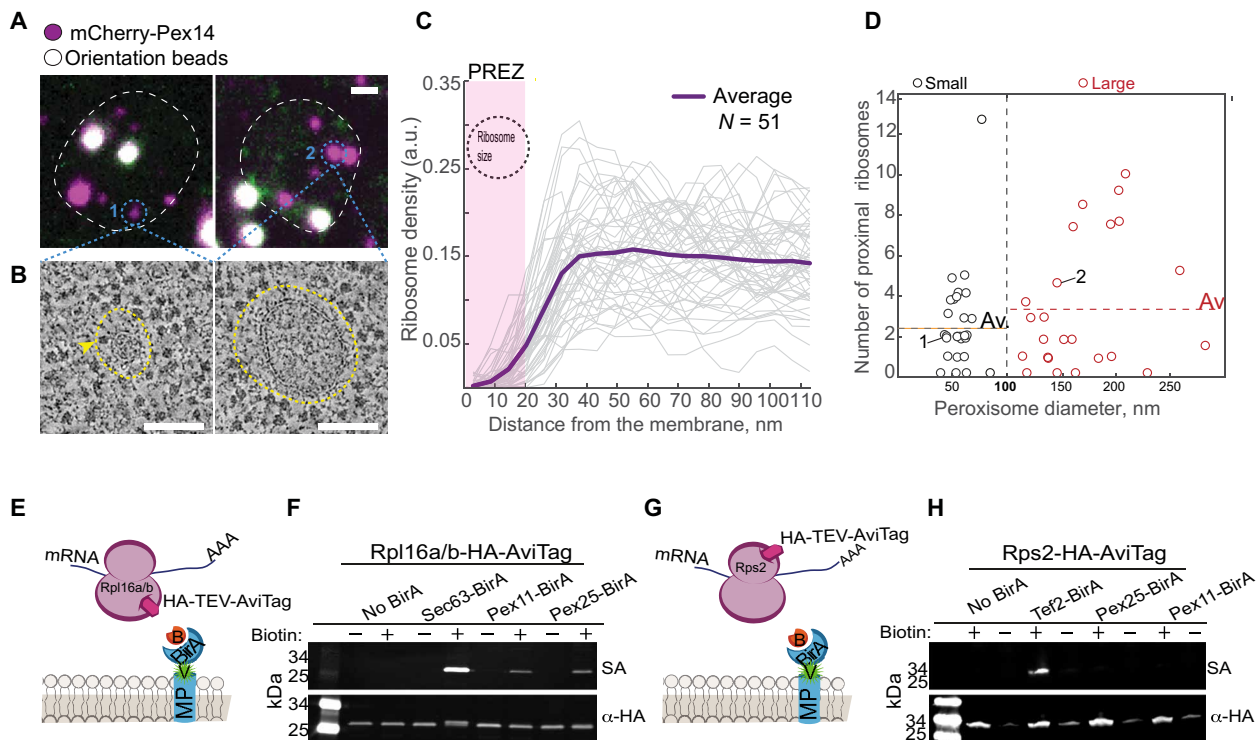 A
mCherry-Pex14
Orientation beads
1
2
B
C
PREZ
Ribosome size
Average
N = 51
Ribosome density (a.u.)
0.35
0.25
0.15
0.05
0 10 20 30 40 50 60 70 80 90 100 110
Distance from the membrane, nm
D
Small
Large
Number of proximal ribosomes
14
12
10
8
6
4
2
0
1
2
Av.
Av
50 100 150 200 250
Peroxisome diameter, nm
E
mRNA
AAA
Rpl16a/b
HA-TEV-AviTag
B
BirA
V
MP
F
Rpl16a/b-HA-AviTag
No BirA Sec63-BirA Pex11-BirA Pex25-BirA
Biotin: – + – + – + – +
kDa
34
25
SA
34
25
α-HA
G
mRNA
HA-TEV-AviTag
AAA
Rps2
B
BirA
V
MP
H
Rps2-HA-AviTag
No BirA Tef2-BirA Pex25-BirA Pex11-BirA
Biotin: + – + – + – + –
kDa
34
25
SA
34
25
α-HA